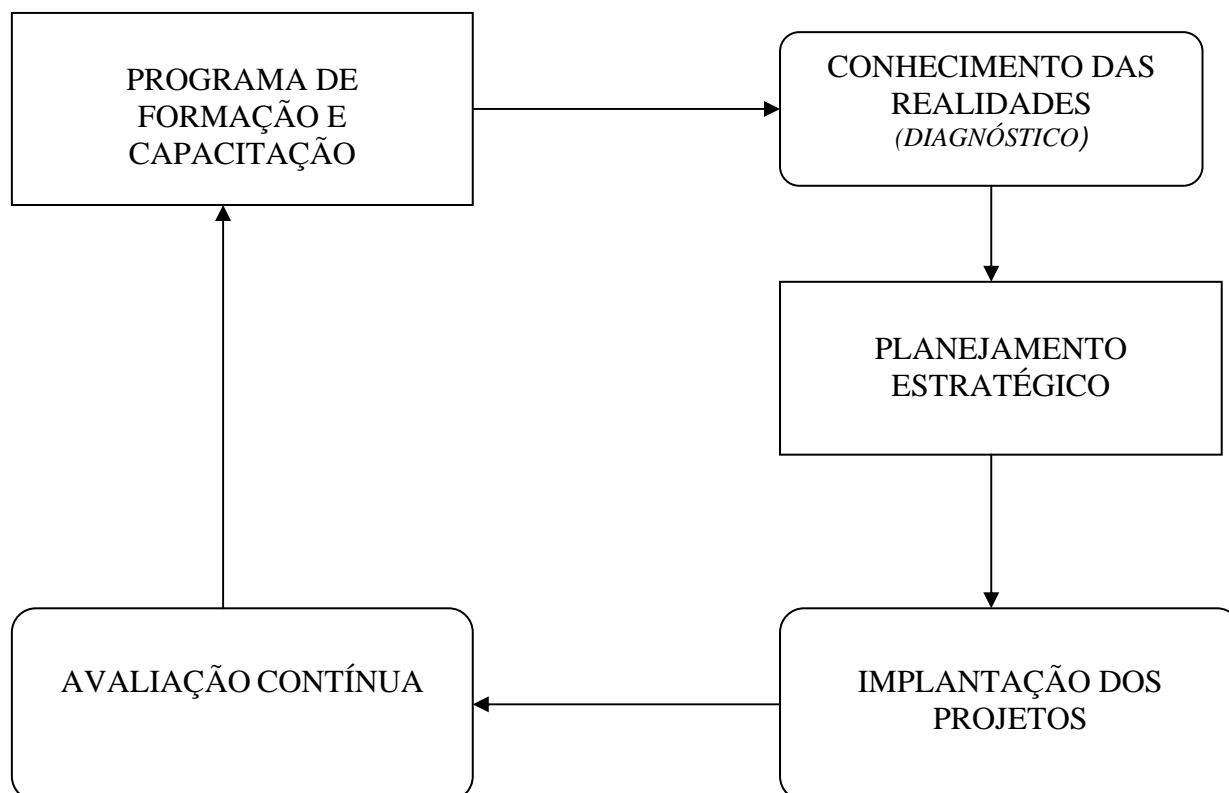 PROGRAMA DE
FORMAÇÃO E
CAPACITAÇÃO
CONHECIMENTO DAS
REALIDADES
(DIAGNÓSTICO)
PLANEJAMENTO
ESTRATÉGICO
IMPLANTAÇÃO DOS
PROJETOS
AVALIAÇÃO CONTÍNUA